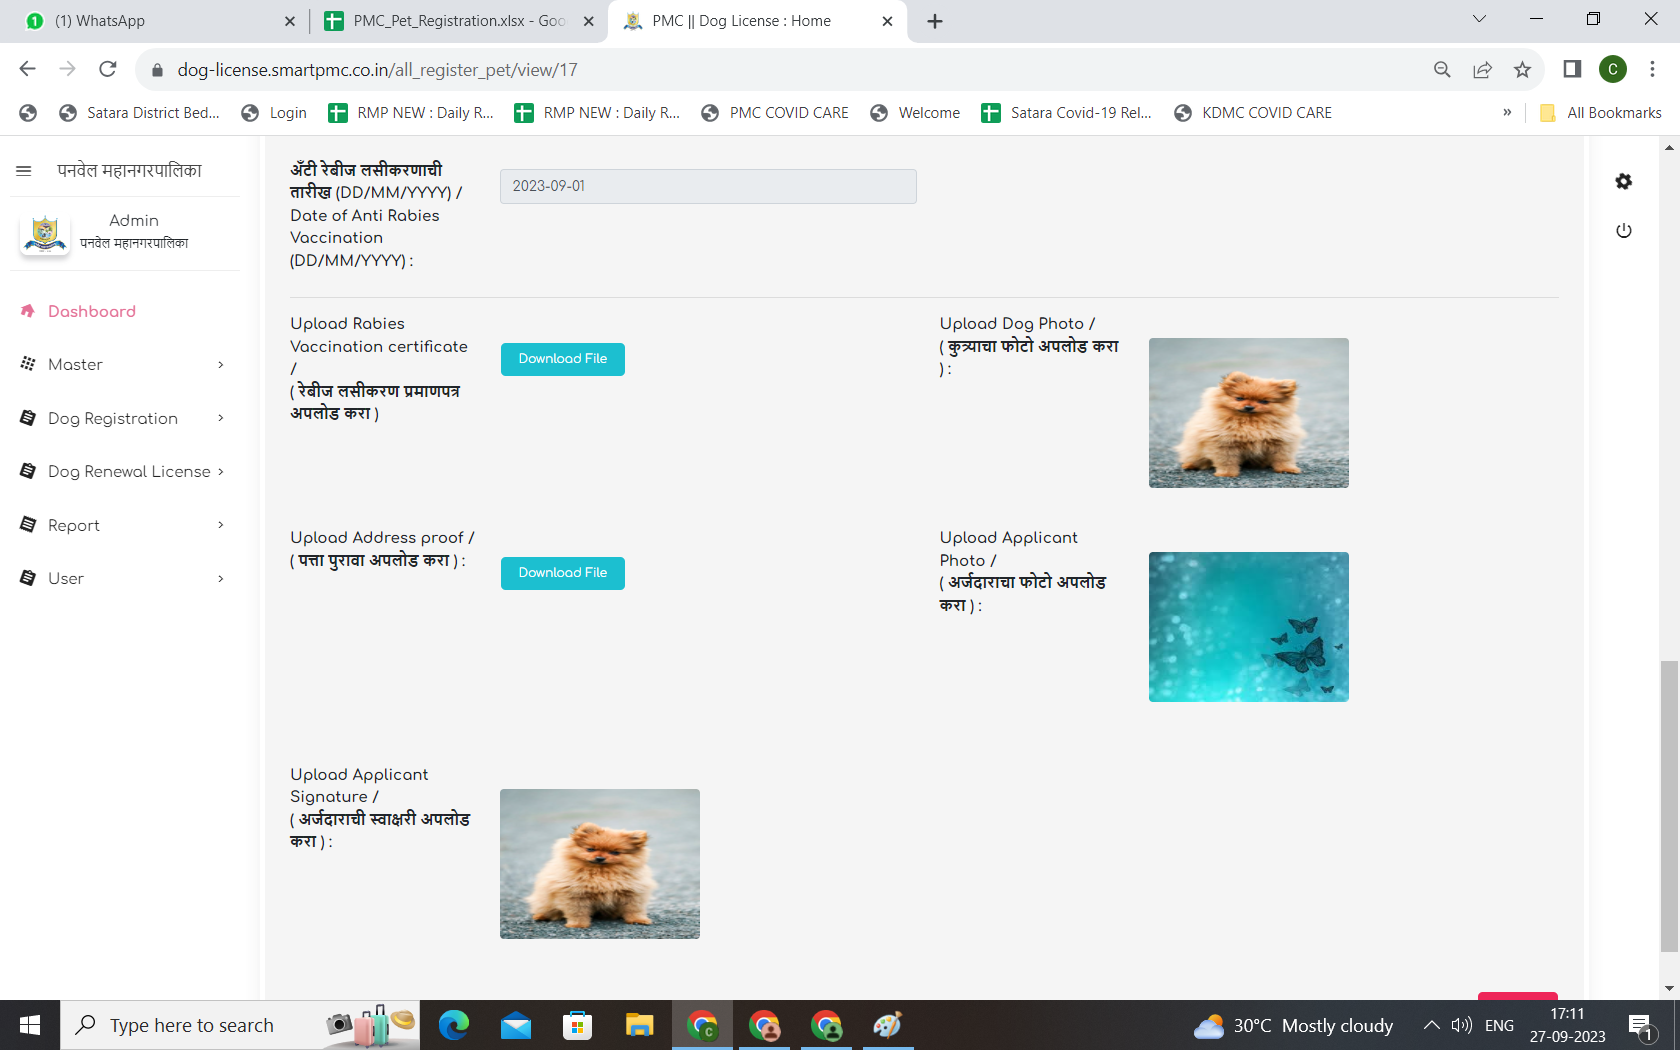 (1) WhatsApp
PMC_Pet_Registration.xlsx - Goo
PMC || Dog License : Home
dog-license.smartpmc.co.in/all_register_pet/view/17
C
Satara District Bed...
Login
RMP NEW : Daily R...
RMP NEW : Daily R...
PMC COVID CARE
Welcome
Satara Covid-19 Rel...
KDMC COVID CARE
»
All Bookmarks
पनवेल महानगरपालिका
Admin
पनवेल महानगरपालिका
Dashboard
Master
Dog Registration
Dog Renewal License
Report
User
अँटी रेबीज लसीकरणाची
तारीख (DD/MM/YYYY) /
Date of Anti Rabies
Vaccination
(DD/MM/YYYY) :
2023-09-01
Upload Rabies
Vaccination certificate
/
( रेबीज लसीकरण प्रमाणपत्र
अपलोड करा )
Download File
Upload Dog Photo /
( कुत्र्याचा फोटो अपलोड करा
) :
Upload Address proof /
( पत्ता पुरावा अपलोड करा ) :
Download File
Upload Applicant
Photo /
( अर्जदाराचा फोटो अपलोड
करा ) :
Upload Applicant
Signature /
( अर्जदाराची स्वाक्षरी अपलोड
करा ) :
Type here to search
30°C Mostly cloudy
ENG
17:11
27-09-2023
1